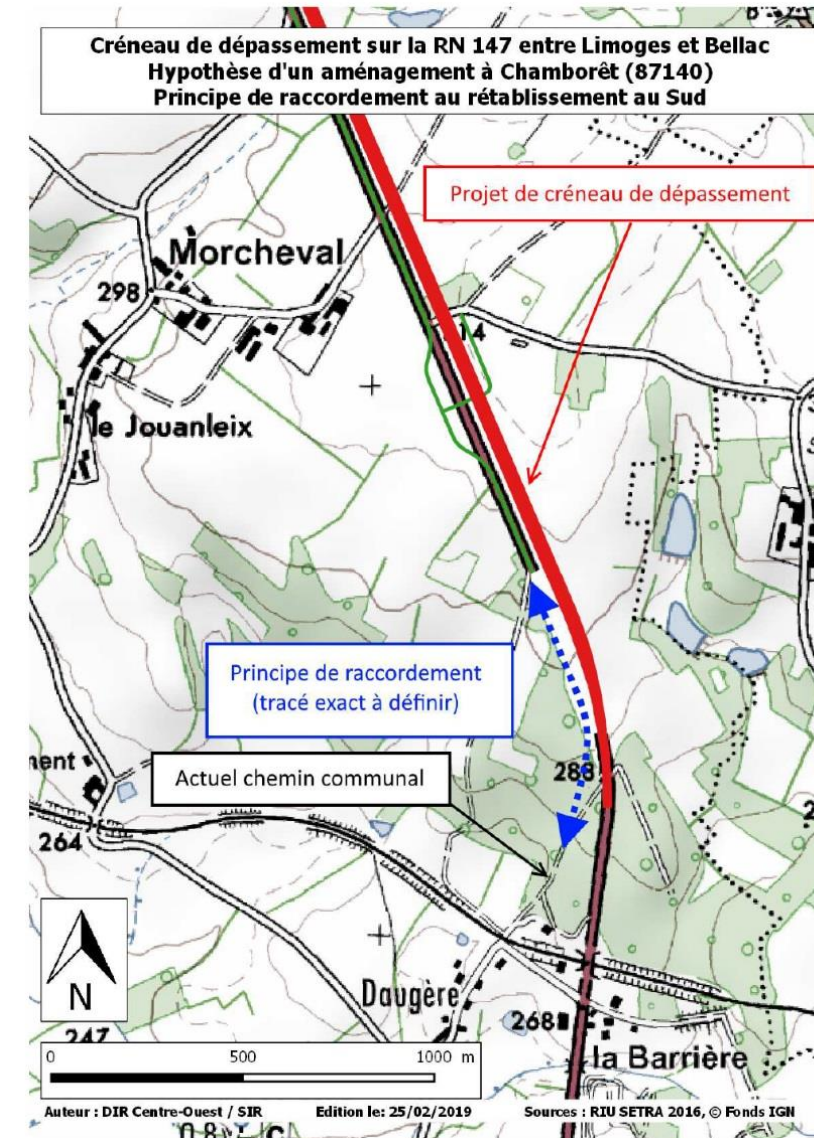 Créneau de dépassement sur la RN 147 entre Limoges et Bellac
Hypothèse d'un aménagement à Chamborêt (87140)
Principe de raccordement au rétablissement au Sud
Projet de créneau de dépassement
Morcheval
298
14
le Jouanleix
Principe de raccordement
(tracé exact à définir)
288
Actuel chemin communal
264
N
Daugère
268
247
la Barrière
0 500 1000 m
Auteur : DIR Centre-Ouest / SIR Edition le: 25/02/2019 Sources : RIU SETRA 2016, © Fonds IGN